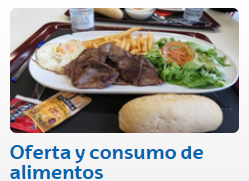 Oferta y consumo de
alimentos